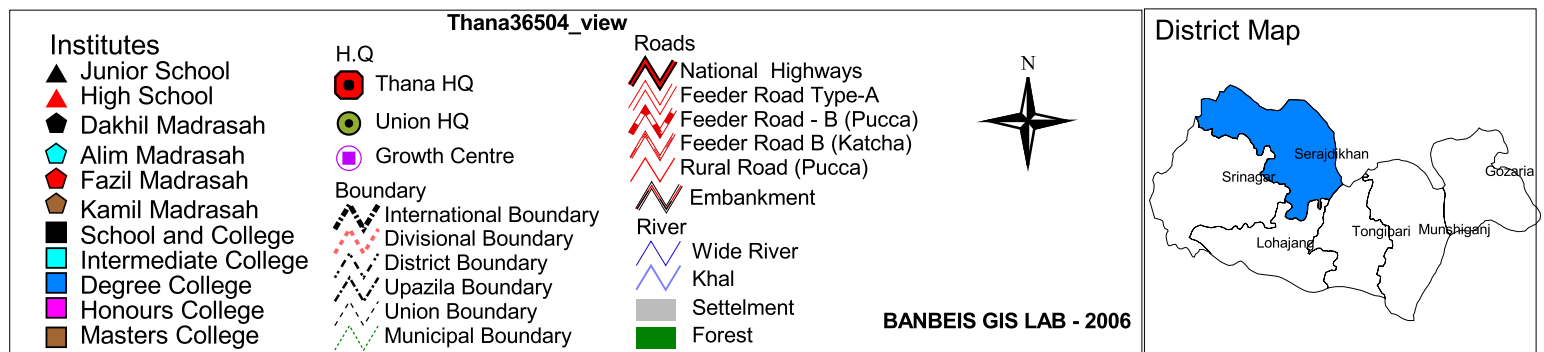 Thana36504_view
Institutes
Junior School
High School
Dakhil Madrasah
Alim Madrasah
Fazil Madrasah
Kamil Madrasah
School and College
Intermediate College
Degree College
Honours College
Masters College
H.Q
Thana HQ
Union HQ
Growth Centre
Boundary
International Boundary
Divisional Boundary
District Boundary
Upazila Boundary
Union Boundary
Municipal Boundary
Roads
National Highways
Feeder Road Type-A
Feeder Road - B (Pucca)
Feeder Road B (Katcha)
Rural Road (Pucca)
Embankment
River
Wide River
Khal
Settelment
Forest
N
BANBEIS GIS LAB - 2006
District Map
Serajdikhan
Srinagar
Gozaria
Lohajang
Tongibari
Munshiganj